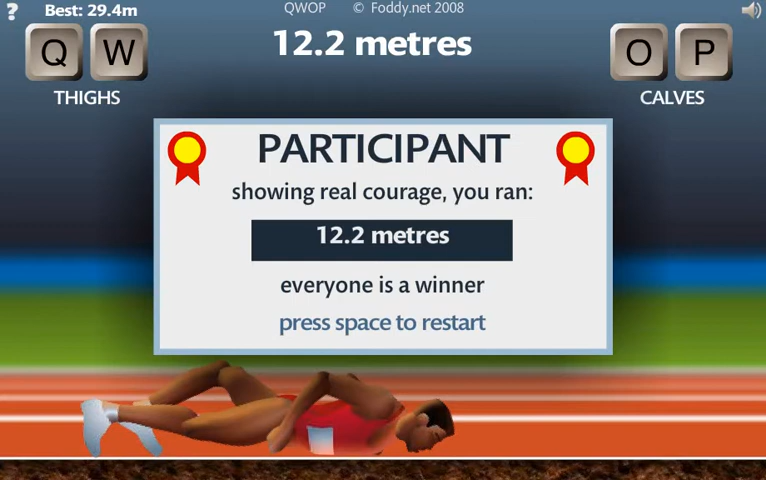 ?
Best: 29.4m
QWOP © Foddy.net 2008
12.2 metres
Q W
THIGHS
O P
CALVES
PARTICIPANT
showing real courage, you ran:
12.2 metres
everyone is a winner
press space to restart